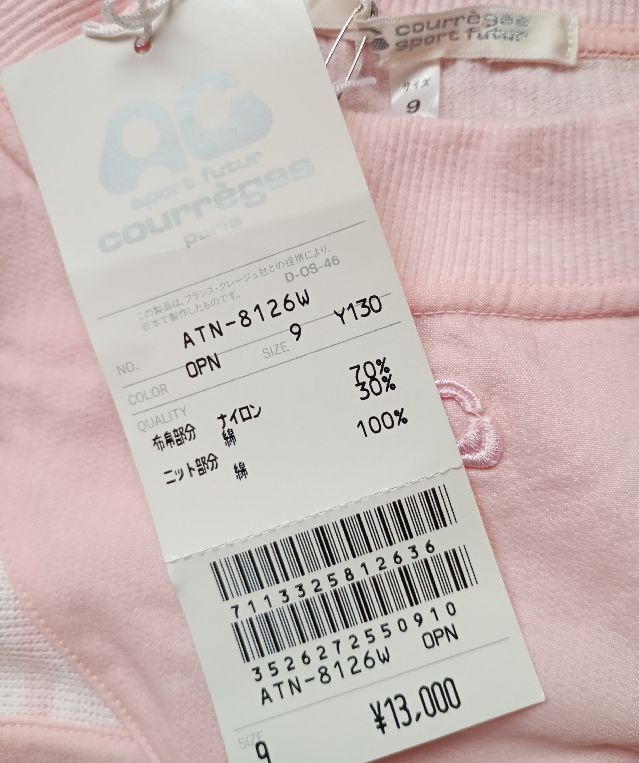 courrèges
sport futur
サイズ
9
AC
sport futur
courrèges
paris
この製品は、フランス・クレージュ社との提携により、
日本で製作したものです。
D-OS-46
NO. ATN-8126W
COLOR OPN SIZE 9 Y130
QUALITY
布帛部分 ナイロン 70%
綿 30%
ニット部分 綿 100%
7113325812636
3526272550910
ATN-8126W OPN
SIZE 9 ¥13,000